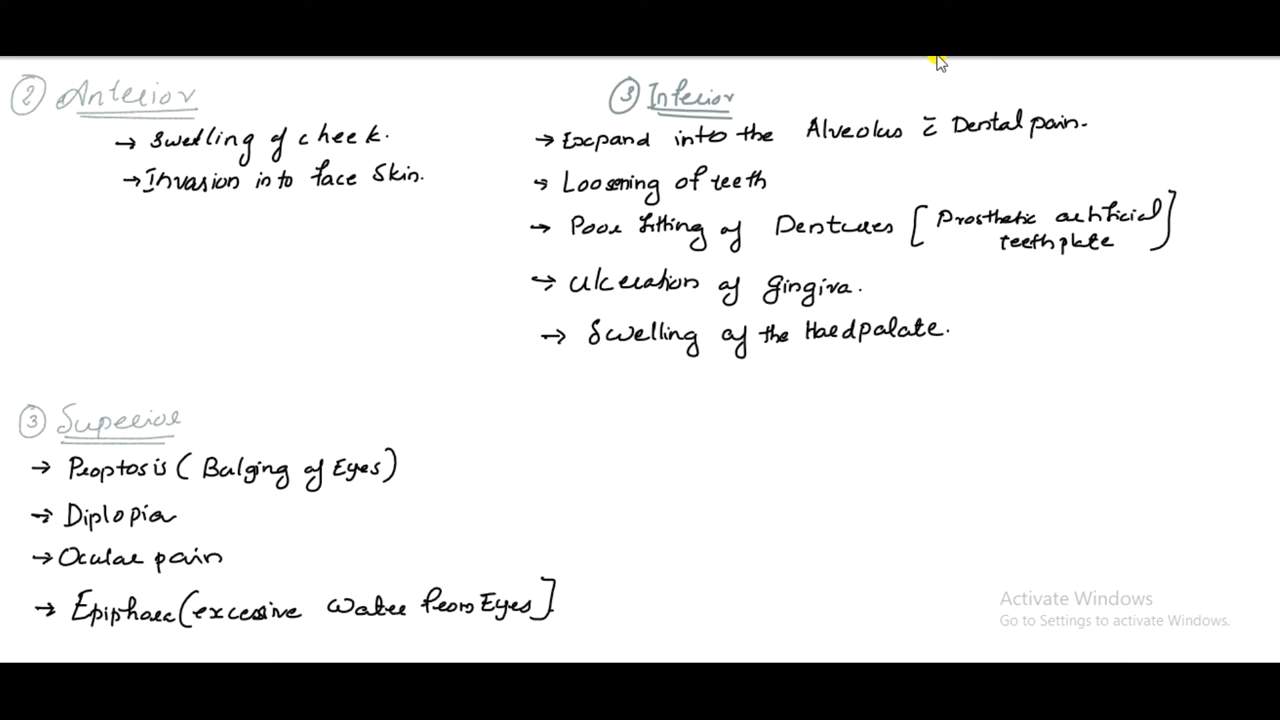 ② Anterior
→ Swelling of cheek.
→ Invasion into face Skin.
③ Inferior
→ Expand into the Alveolus c̄ Dental pain.
→ Loosening of teeth
→ Poor fitting of Dentures [Prosthetic artificial
teeth plate]
→ Ulceration of gingiva.
→ Swelling of the Hardpalate.
③ Superior
→ Proptosis (Bulging of Eyes)
→ Diplopia
→ Ocular pain
→ Epiphora (excessive Water from Eyes]
Activate Windows
Go to Settings to activate Windows.